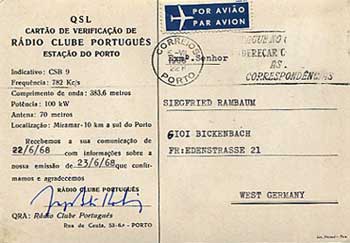 QSL
CARTÃO DE VERIFICAÇÃO DE
RÁDIO CLUBE PORTUGUÊS
ESTAÇÃO DO PORTO
Indicativo: CSB 9
Frequência: 782 Kc/s
Comprimento de onda: 383.6 metros
Potência: 100 kW
Antena: 70 metros
Localização: Miramar-10 km a sul do Porto
Recebemos a sua comunicação de
22/6/68 com informações sobre
a nossa emissão de 23/6/68 que confir-
mamos e agradecemos
RÁDIO CLUBE PORTUGUÊS
QRA: Rádio Clube Português
Rua de Ceuta, 53-6.º - PORTO
POR AVIÃO
PAR AVION
CORREIOS
PORTO
Exmº.Senhor
AS
CORRESPONDÊNCIAS
SIEGFRIED RAMBAUM
6101 BICKENBACH
FR:EDENSTRASSE 21
WEST GERMANY